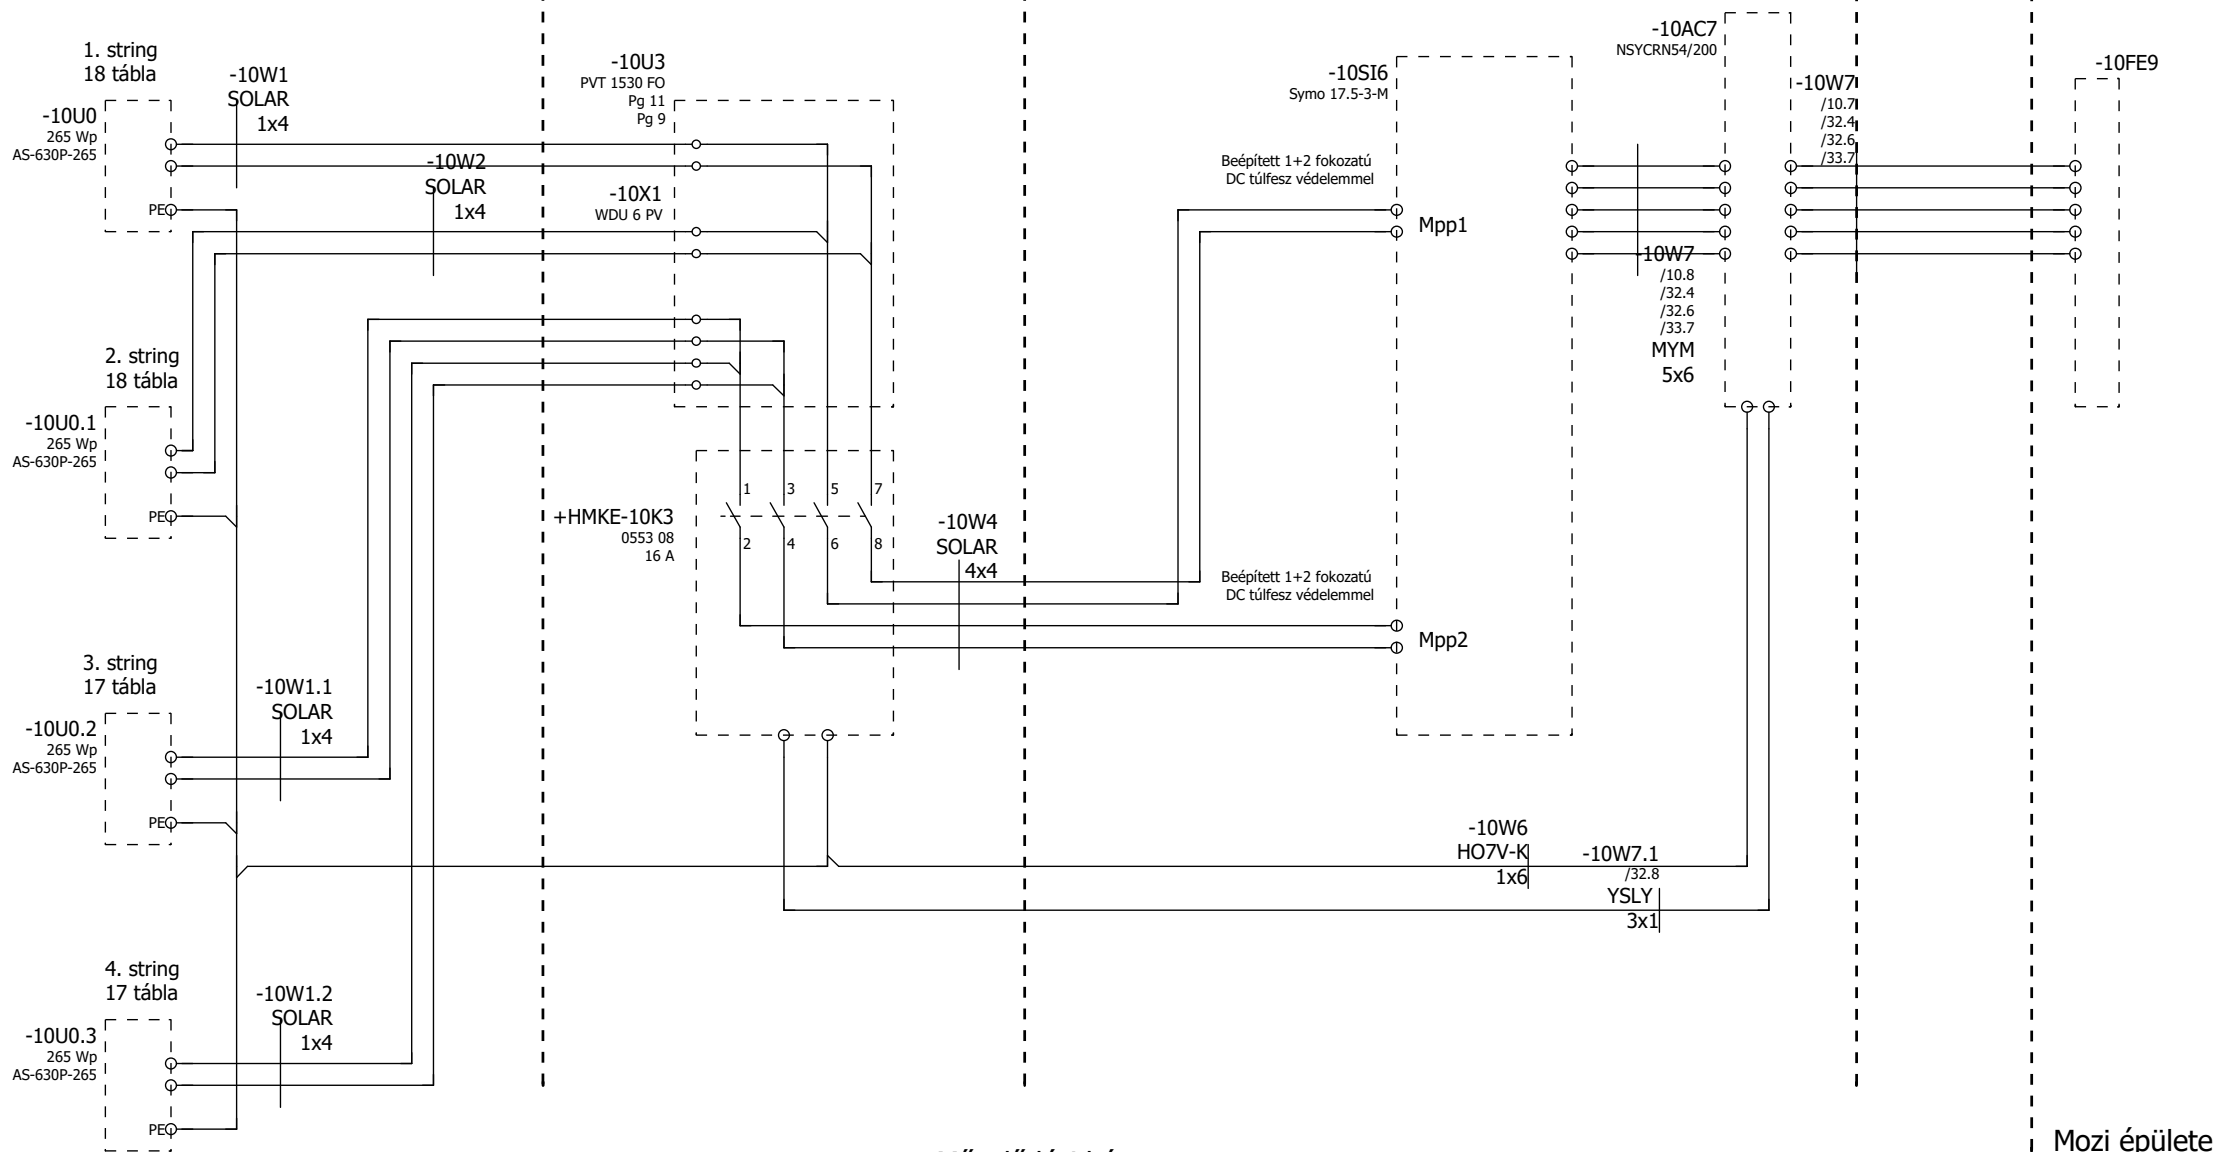 1. string
18 tábla
-10U0
265 Wp
AS-630P-265
PE
-10W1
SOLAR
1x4
-10W2
SOLAR
1x4
2. string
18 tábla
-10U0.1
265 Wp
AS-630P-265
PE
3. string
17 tábla
-10U0.2
265 Wp
AS-630P-265
PE
-10W1.1
SOLAR
1x4
4. string
17 tábla
-10U0.3
265 Wp
AS-630P-265
PE
-10W1.2
SOLAR
1x4
-10U3
PVT 1530 FO
Pg 11
Pg 9
-10X1
WDU 6 PV
+HMKE-10K3
0553 08
16 A
1 3 5 7
2 4 6 8
-10W4
SOLAR
4x4
-10SI6
Symo 17.5-3-M
Beépített 1+2 fokozatú
DC túlfesz védelemmel
Mpp1
Beépített 1+2 fokozatú
DC túlfesz védelemmel
Mpp2
-10W6
HO7V-K
1x6
-10W7.1
/32.8
YSLY
3x1
-10AC7
NSYCRN54/200
-10W7
/10.8
/32.4
/32.6
/33.7
MYM
5x6
-10W7
/10.7
/32.4
/32.6
/33.7
-10FE9
Mozi épülete